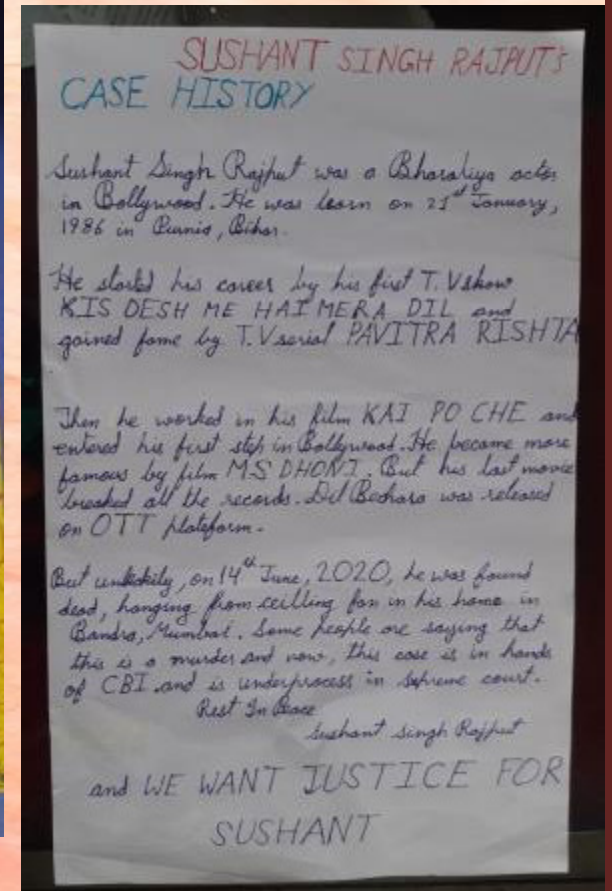 SUSHANT SINGH RAJPUT's
CASE HISTORY
Sushant Singh Rajput was a Bharatiya actor
in Bollywood. He was born on 21st January,
1986 in Purnia, Bihar.
He started his career by his first T.V show
KIS DESH ME HAI MERA DIL and
gained fame by T.V serial PAVITRA RISHTA
Then he worked in his film KAI PO CHE and
entered his first step in Bollywood. He became more
famous by film MS DHONI. But his last movie
breaked all the records. Dil Bechara was released
on OTT plateform.
But unlickily, on 14th June, 2020, he was found
dead, hanging from ceilling fan in his home in
Bandra, Mumbai. Some people are saying that
this is a murder and now, this case is in hands
of CBI and is underprocess in supreme court.
Rest In Peace
Sushant Singh Rajput
and WE WANT JUSTICE FOR
SUSHANT